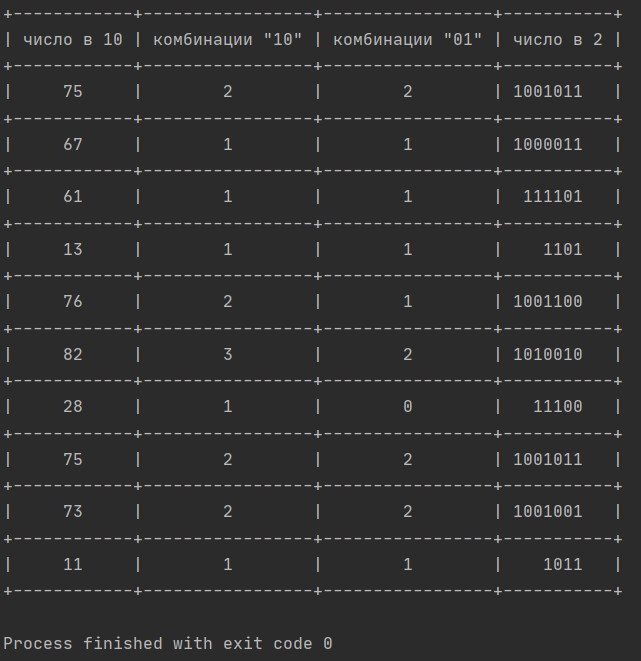 +------------+-----------------+-----------------+-----------+
| число в 10 | комбинации "10" | комбинации "01" | число в 2 |
+------------+-----------------+-----------------+-----------+
|     75     |        2        |        2        | 1001011   |
+------------+-----------------+-----------------+-----------+
|     67     |        1        |        1        | 1000011   |
+------------+-----------------+-----------------+-----------+
|     61     |        1        |        1        |  111101   |
+------------+-----------------+-----------------+-----------+
|     13     |        1        |        1        |    1101   |
+------------+-----------------+-----------------+-----------+
|     76     |        2        |        1        | 1001100   |
+------------+-----------------+-----------------+-----------+
|     82     |        3        |        2        | 1010010   |
+------------+-----------------+-----------------+-----------+
|     28     |        1        |        0        |   11100   |
+------------+-----------------+-----------------+-----------+
|     75     |        2        |        2        | 1001011   |
+------------+-----------------+-----------------+-----------+
|     73     |        2        |        2        | 1001001   |
+------------+-----------------+-----------------+-----------+
|     11     |        1        |        1        |    1011   |
+------------+-----------------+-----------------+-----------+
Process finished with exit code 0